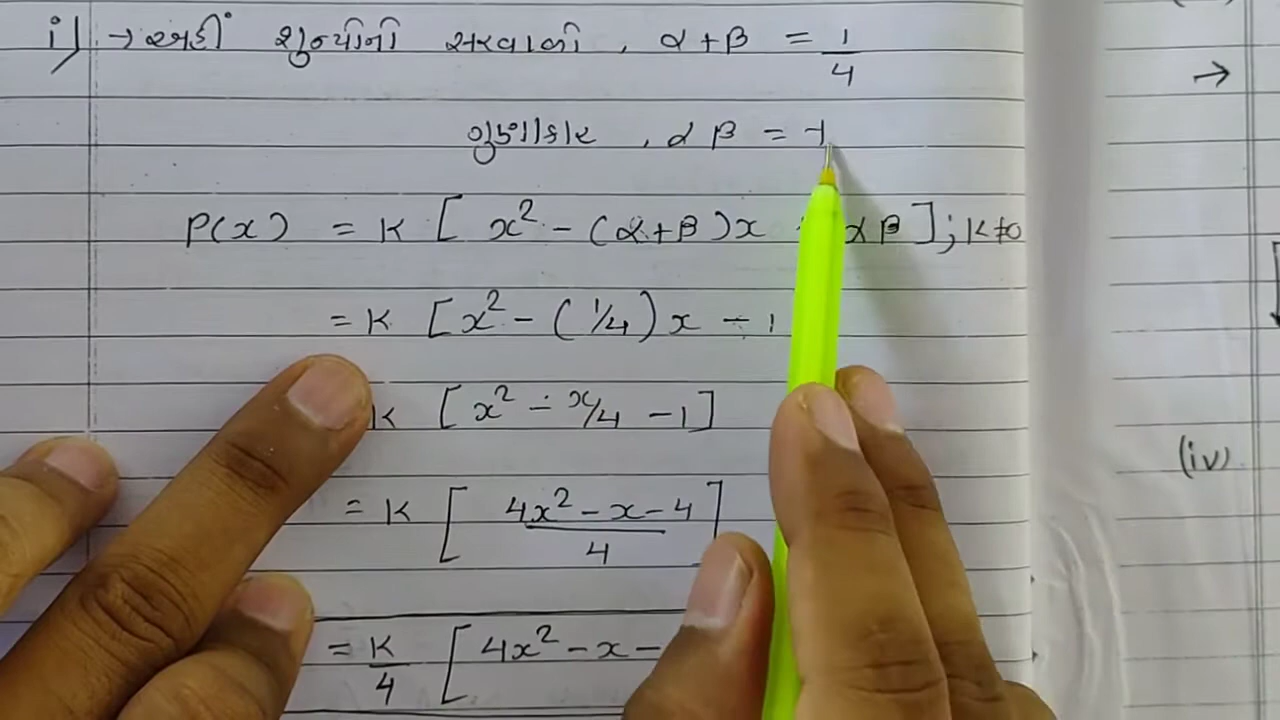 i) → અહીં શૂન્યોનો સરવાળો , α + β = 1/4
ગુણાકાર , α β = -1
P(x) = K [ x² - (α+β)x αβ ] ; K≠0
= K [ x² - (1/4) x - 1
K [ x² - x/4 - 1 ]
= K [ 4x² - x - 4 / 4 ]
= K/4 [ 4x² - x -
→
(iv)